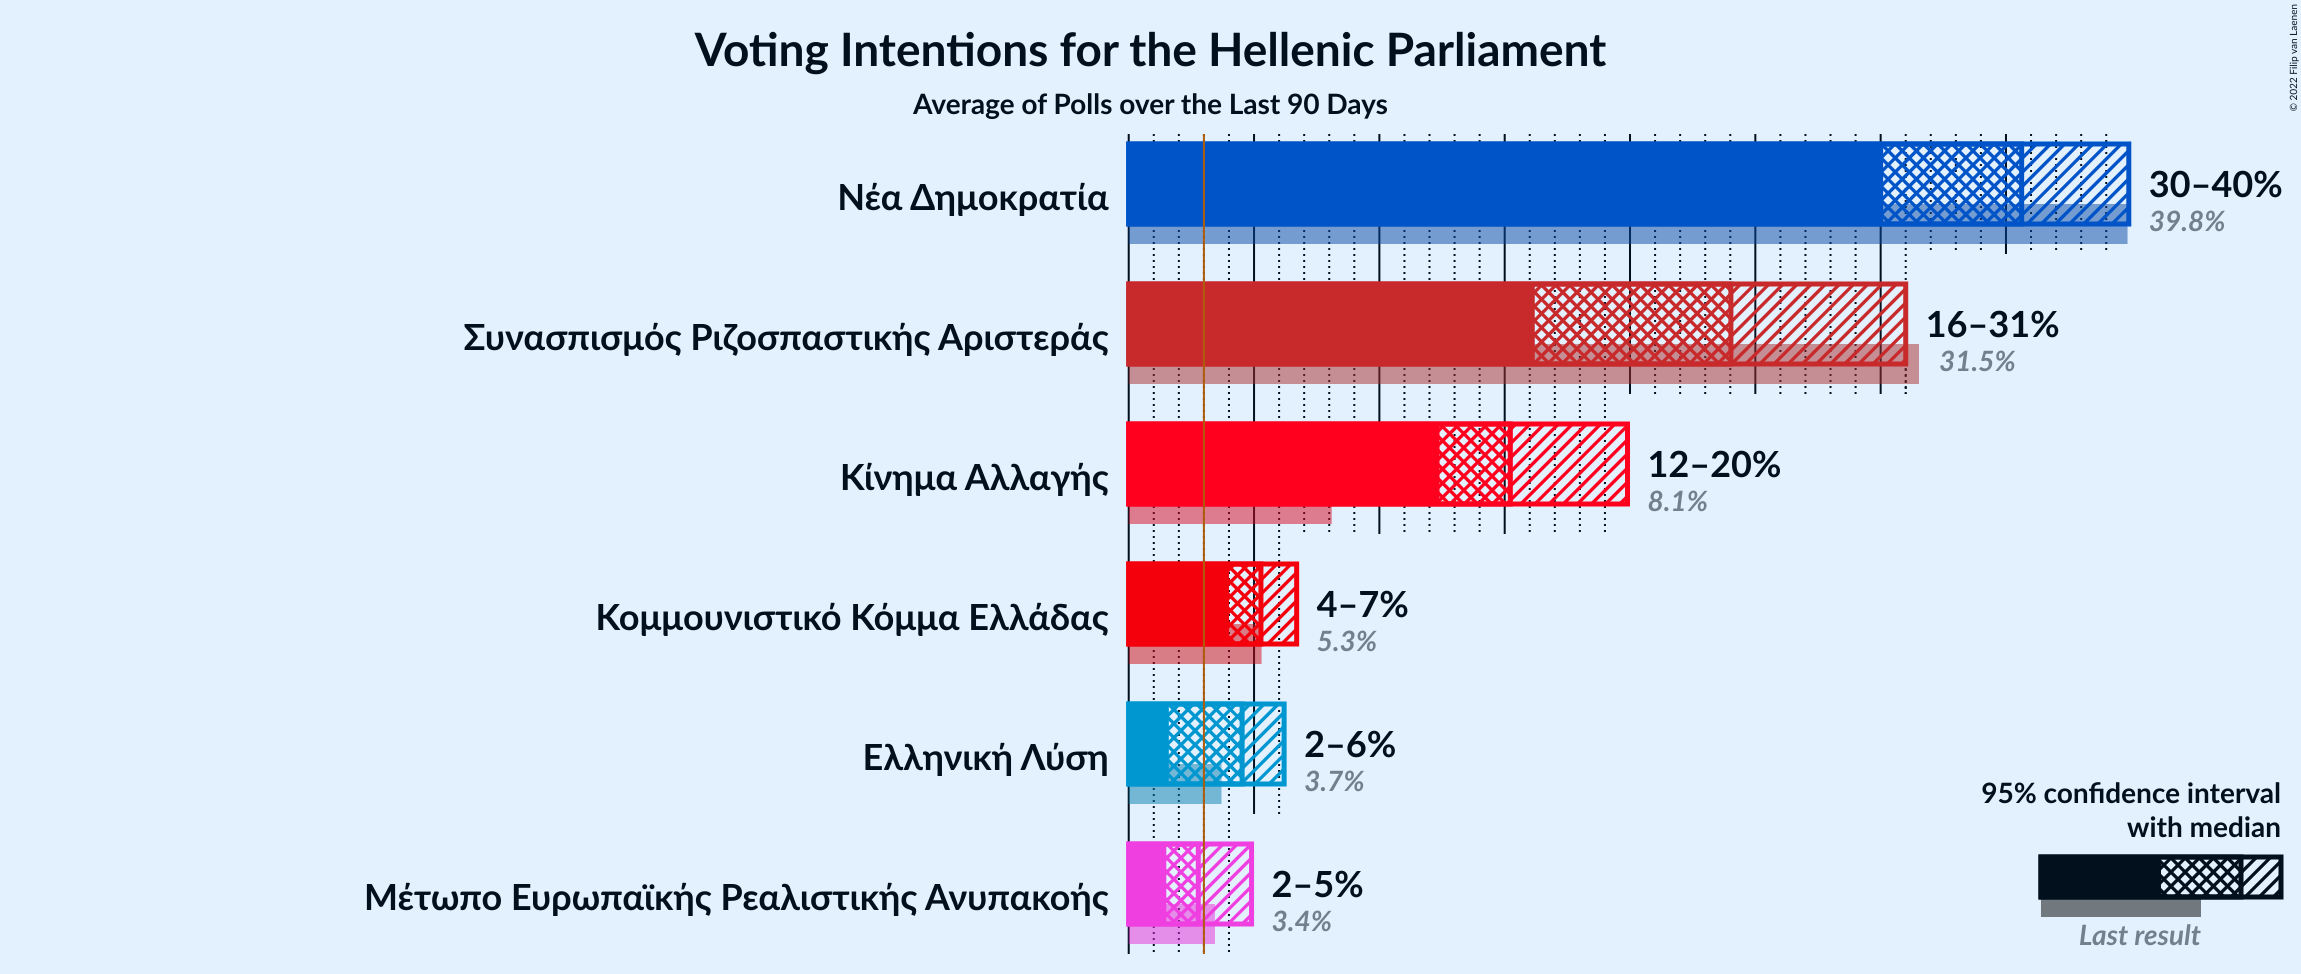 Voting Intentions for the Hellenic Parliament
Average of Polls over the Last 90 Days
© 2022 Filip van Laenen
Νέα Δημοκρατία
30–40%
39.8%
Συνασπισμός Ριζοσπαστικής Αριστεράς
16–31%
31.5%
Κίνημα Αλλαγής
12–20%
8.1%
Κομμουνιστικό Κόμμα Ελλάδας
4–7%
5.3%
Ελληνική Λύση
2–6%
3.7%
Μέτωπο Ευρωπαϊκής Ρεαλιστικής Ανυπακοής
2–5%
3.4%
95% confidence interval
with median
Last result